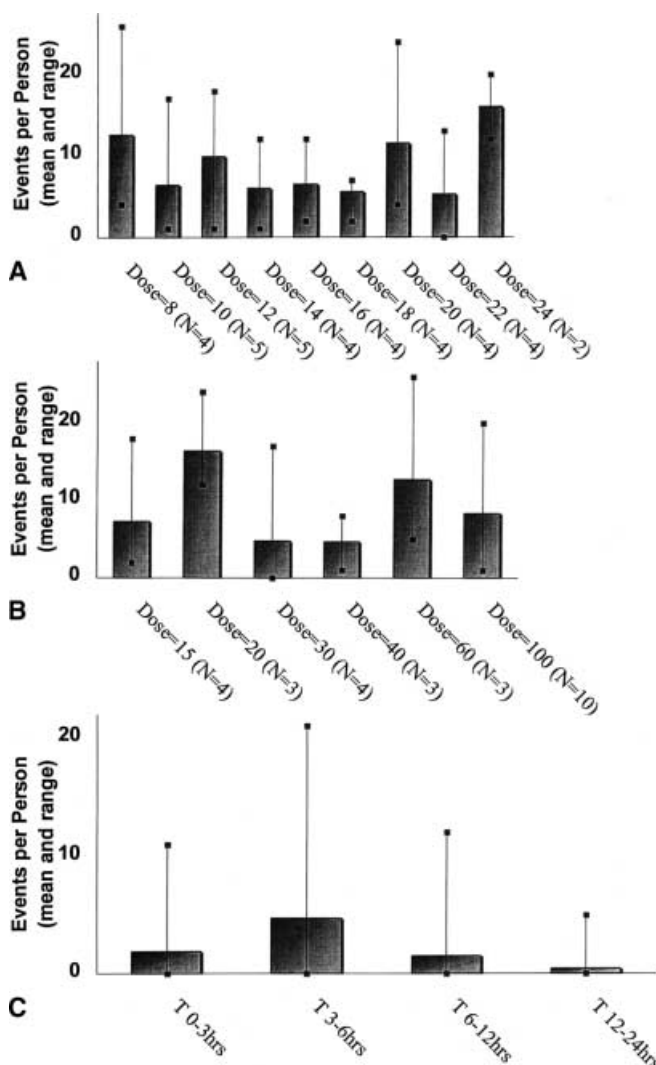 Events per Person
(mean and range)
20
10
0
A
Dose=8 (N=4)
Dose=10 (N=5)
Dose=12 (N=5)
Dose=14 (N=4)
Dose=16 (N=4)
Dose=18 (N=4)
Dose=20 (N=4)
Dose=22 (N=4)
Dose=24 (N=2)
Events per Person
(mean and range)
20
10
0
B
Dose=15 (N=4)
Dose=20 (N=3)
Dose=30 (N=4)
Dose=40 (N=3)
Dose=60 (N=3)
Dose=100 (N=10)
Events per Person
(mean and range)
20
10
0
C
T 0-3hrs
T 3-6hrs
T 6-12hrs
T 12-24hrs